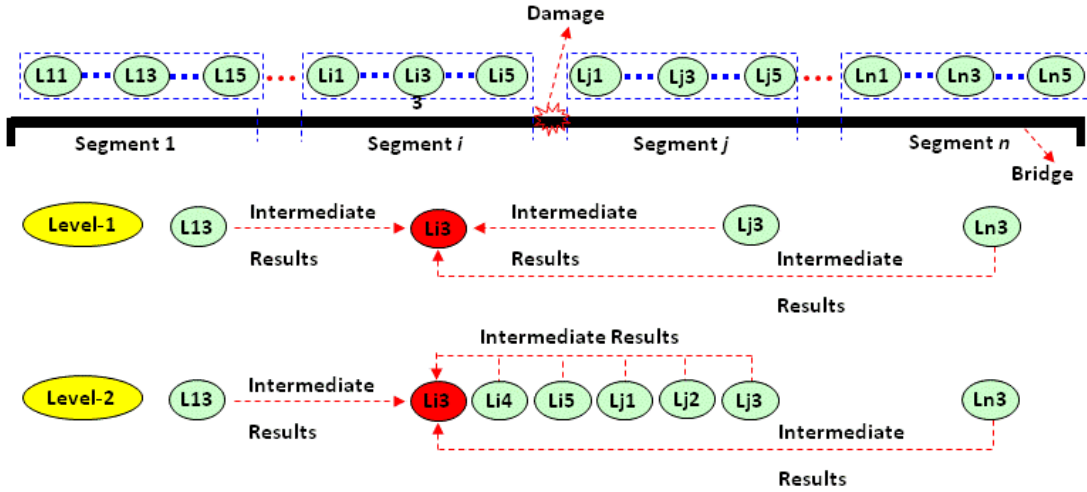 Damage
L11 L13 L15 Li1 Li3 Li5 Lj1 Lj3 Lj5 Ln1 Ln3 Ln5
3
Segment 1 Segment i Segment j Segment n
Bridge
Level-1 L13 Intermediate Li3 Intermediate Lj3 Ln3
Results Results Intermediate
Results
Intermediate Results
Level-2 L13 Intermediate Li3 Li4 Li5 Lj1 Lj2 Lj3 Ln3
Results Intermediate
Results